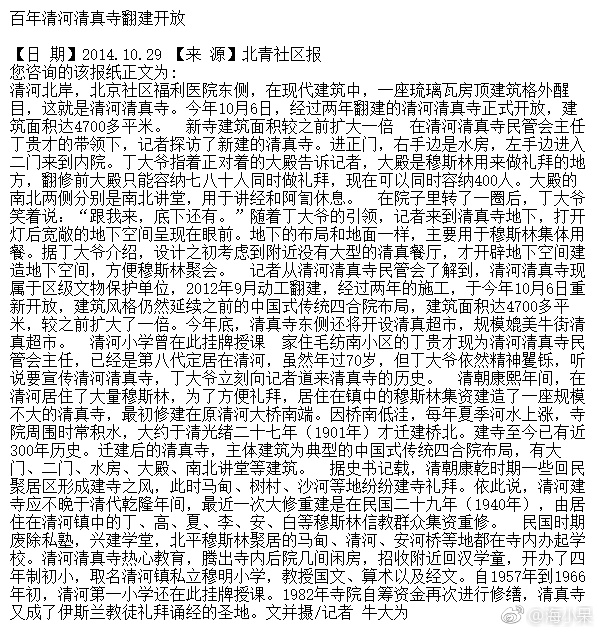 百年清河清真寺翻建开放
【日 期】2014.10.29 【来 源】北青社区报
您咨询的该报纸正文为:
清河北岸，北京社区福利医院东侧，在现代建筑中，一座琉璃瓦房顶建筑格外醒
目，这就是清河清真寺。今年10月6日，经过两年翻建的清河清真寺正式开放，建
筑面积达4700多平米。 新寺建筑面积较之前扩大一倍 在清河清真寺民管会主任
丁贵才的带领下，记者探访了新建的清真寺。进正门，右手边是水房，左手边进入
二门来到内院。丁大爷指着正对着的大殿告诉记者，大殿是穆斯林用来做礼拜的地
方，翻修前大殿只能容纳七八十人同时做礼拜，现在可以同时容纳400人。大殿的
南北两侧分别是南北讲堂，用于讲经和阿訇休息。 在院子里转了一圈后，丁大爷
笑着说：“跟我来，底下还有。”随着丁大爷的引领，记者来到清真寺地下，打开
灯后宽敞的地下空间呈现在眼前。地下的布局和地面一样，主要用于穆斯林集体用
餐。据丁大爷介绍，设计之初考虑到附近没有大型的清真餐厅，才开辟地下空间建
造地下空间，方便穆斯林聚会。 记者从清河清真寺民管会了解到，清河清真寺现
属于区级文物保护单位，2012年9月动工翻建，经过两年的施工，于今年10月6日重
新开放，建筑风格仍然延续之前的中国式传统四合院布局，建筑面积达4700多平
米，较之前扩大了一倍。今年底，清真寺东侧还将开设清真超市，规模媲美牛街清
真超市。 清河小学曾在此挂牌授课 家住毛纺南小区的丁贵才现为清河清真寺民
管会主任，已经是第八代定居在清河，虽然年过70岁，但丁大爷依然精神矍铄，听
说要宣传清河清真寺，丁大爷立刻向记者道来清真寺的历史。 清朝康熙年间，在
清河居住了大量穆斯林，为了方便礼拜，居住在镇中的穆斯林集资建造了一座规模
不大的清真寺，最初修建在原清河大桥南端。因桥南低洼，每年夏季河水上涨，寺
院周围时常积水，大约于清光绪二十七年（1901年）才迁建桥北。建寺至今已有近
300年历史。迁建后的清真寺，主体建筑为典型的中国式传统四合院布局，有大
门、二门、水房、大殿、南北讲堂等建筑。 据史书记载，清朝康乾时期一些回民
聚居区形成建寺之风，此时马甸、树村、沙河等地纷纷建寺礼拜。依此说，清河建
寺应不晚于清代乾隆年间，最近一次大修重建是在民国二十九年（1940年），由居
住在清河镇中的丁、高、夏、李、安、白等穆斯林信教群众集资重修。 民国时期
废除私塾，兴建学堂，北平穆斯林聚居的马甸、清河、安河桥等地都在寺内办起学
校。清河清真寺热心教育，腾出寺内后院几间闲房，招收附近回汉学童，开办了四
年制初小，取名清河镇私立穆明小学，教授国文、算术以及经文。自1957年到1966
年初，清河第一小学还在此挂牌授课。1982年寺院自筹资金再次进行修缮，清真寺
又成了伊斯兰教徒礼拜诵经的圣地。文并摄/记者 牛大为
@海小呆